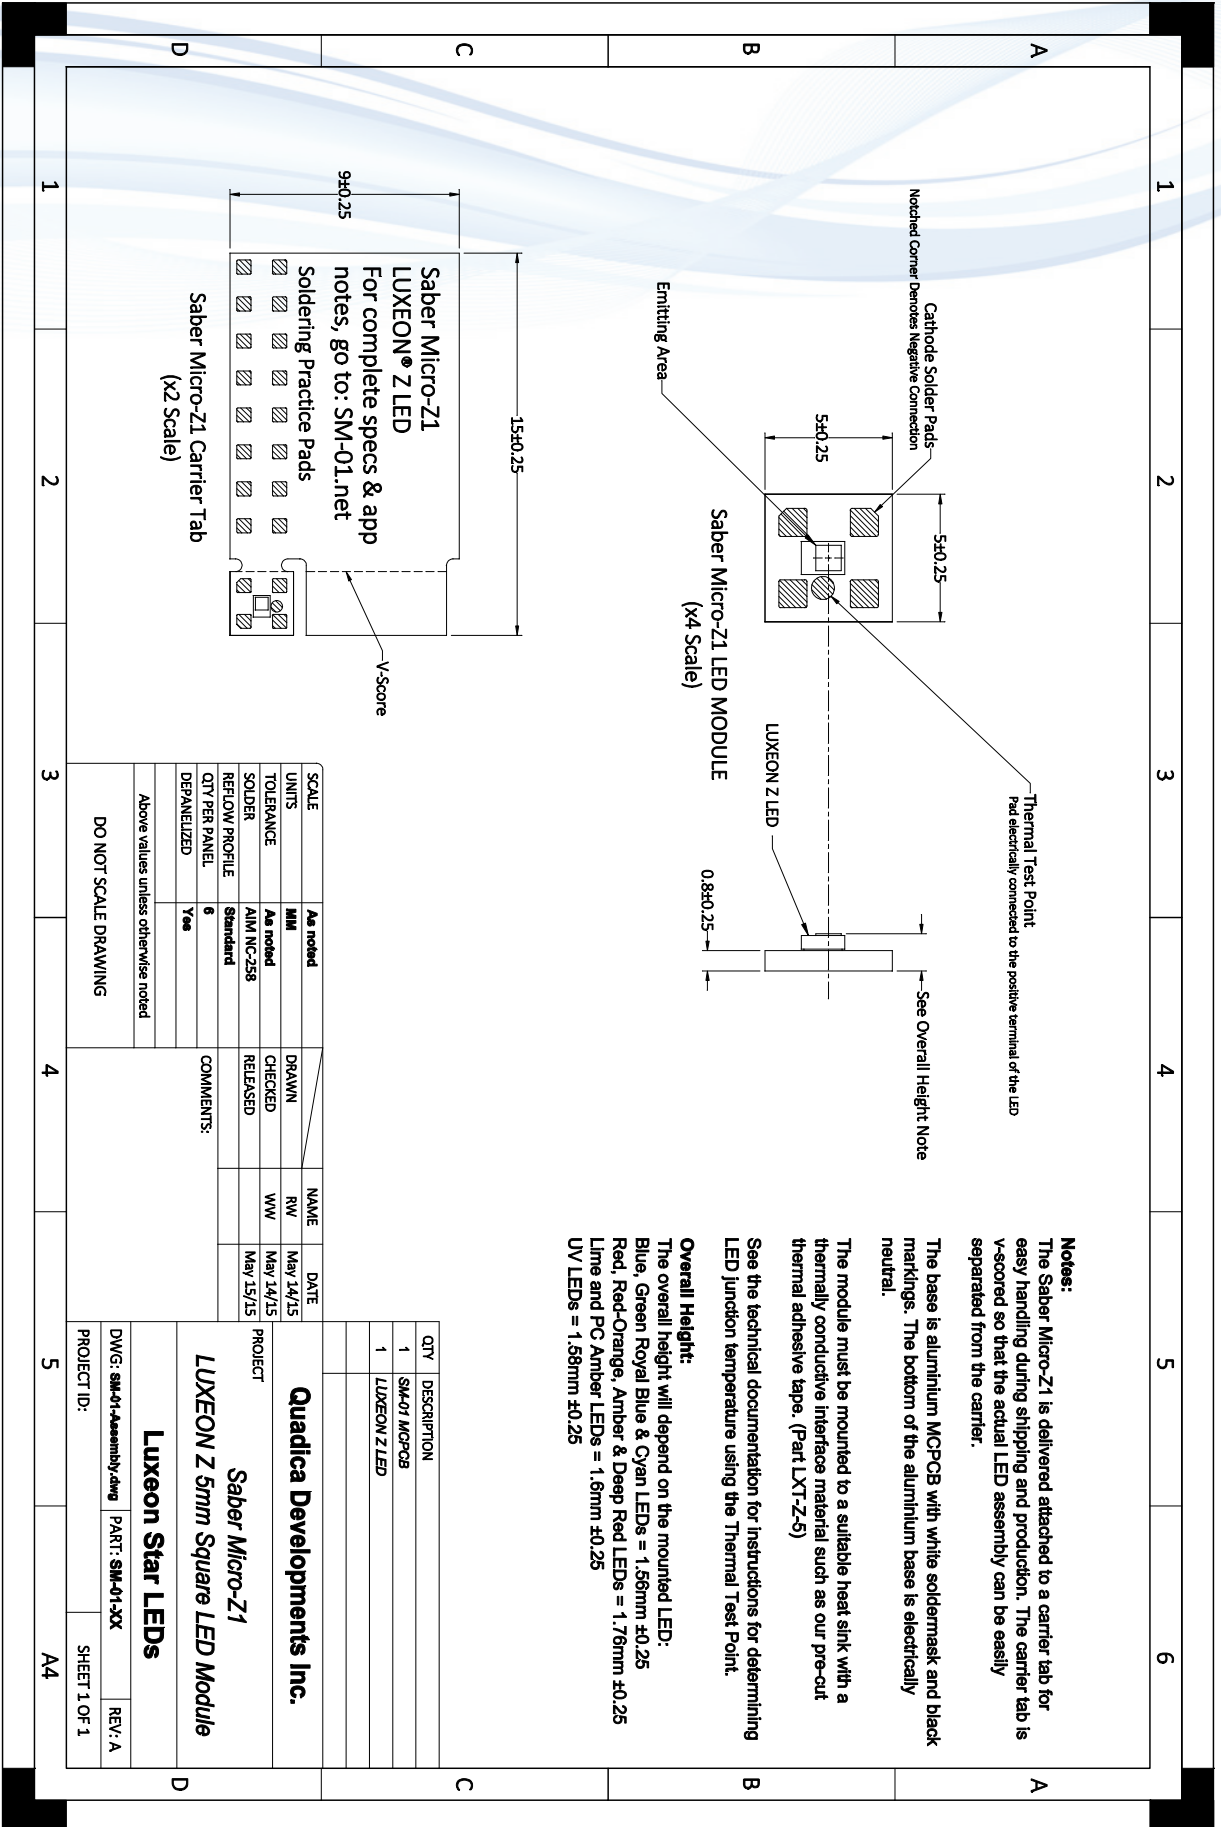 1
2
3
4
5
6
A
A
Cathode Solder Pads
Notched Corner Denotes Negative Connection
Emitting Area
5±0.25
5±0.25
Thermal Test Point
Pad electrically connected to the positive terminal of the LED
LUXEON Z LED
0.8±0.25
See Overall Height Note
Saber Micro-Z1 LED MODULE
(x4 Scale)
B
B
Notes:
The Saber Micro-Z1 is delivered attached to a carrier tab for
easy handling during shipping and production. The carrier tab is
v-scored so that the actual LED assembly can be easily
separated from the carrier.
The base is aluminium MCPCB with white soldermask and black
markings. The bottom of the aluminium base is electrically
neutral.
The module must be mounted to a suitable heat sink with a
thermally conductive interface material such as our pre-cut
thermal adhesive tape. (Part LXT-Z-5)
See the technical documentation for instructions for determining
LED junction temperature using the Thermal Test Point.
Overall Height:
The overall height will depend on the mounted LED:
Blue, Green Royal Blue & Cyan LEDs = 1.56mm ±0.25
Red, Red-Orange, Amber & Deep Red LEDs = 1.76mm ±0.25
Lime and PC Amber LEDs = 1.6mm ±0.25
UV LEDs = 1.58mm ±0.25
C
C
15±0.25
9±0.25
Saber Micro-Z1
LUXEON® Z LED
For complete specs & app
notes, go to: SM-01.net
Soldering Practice Pads
V-Score
Saber Micro-Z1 Carrier Tab
(x2 Scale)
D
D
SCALE As noted
UNITS MM
TOLERANCE As noted
SOLDER AIM NC-258
REFLOW PROFILE Standard
QTY PER PANEL 6
DEPANELIZED Yes
Above values unless otherwise noted
DO NOT SCALE DRAWING
NAME DATE
DRAWN RW May 14/15
CHECKED WW May 14/15
RELEASED May 15/15
COMMENTS:
QTY DESCRIPTION
1 SM-01 MCPCB
1 LUXEON Z LED
Quadica Developments Inc.
PROJECT
Saber Micro-Z1
LUXEON Z 5mm Square LED Module
Luxeon Star LEDs
DWG: SM-01-Assembly.dwg PART: SM-01-XX REV: A
PROJECT ID: SHEET 1 OF 1
1
2
3
4
5
A4